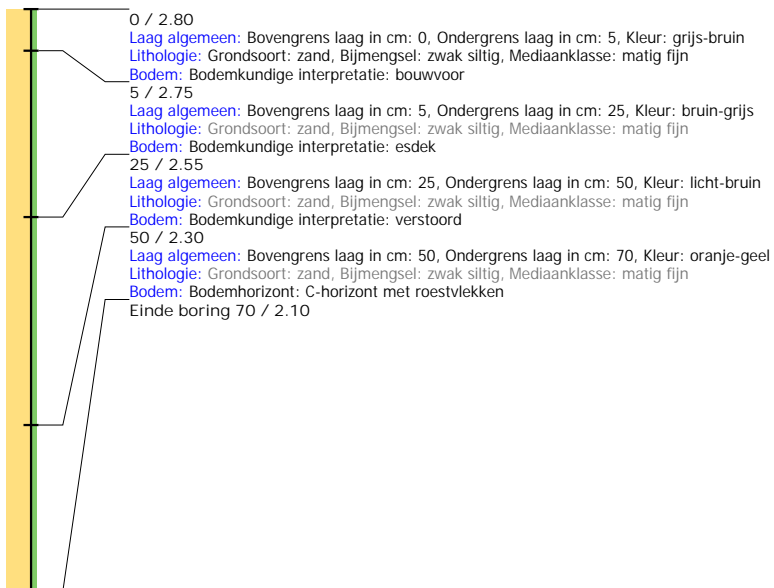 0 / 2.80
Laag algemeen: Bovengrens laag in cm: 0, Ondergrens laag in cm: 5, Kleur: grijs-bruin
Lithologie: Grondsoort: zand, Bijmengsel: zwak siltig, Mediaanklasse: matig fijn
Bodem: Bodemkundige interpretatie: bouwvoor
5 / 2.75
Laag algemeen: Bovengrens laag in cm: 5, Ondergrens laag in cm: 25, Kleur: bruin-grijs
Lithologie: Grondsoort: zand, Bijmengsel: zwak siltig, Mediaanklasse: matig fijn
Bodem: Bodemkundige interpretatie: esdek
25 / 2.55
Laag algemeen: Bovengrens laag in cm: 25, Ondergrens laag in cm: 50, Kleur: licht-bruin
Lithologie: Grondsoort: zand, Bijmengsel: zwak siltig, Mediaanklasse: matig fijn
Bodem: Bodemkundige interpretatie: verstoord
50 / 2.30
Laag algemeen: Bovengrens laag in cm: 50, Ondergrens laag in cm: 70, Kleur: oranje-geel
Lithologie: Grondsoort: zand, Bijmengsel: zwak siltig, Mediaanklasse: matig fijn
Bodem: Bodemhorizont: C-horizont met roestvlekken
Einde boring 70 / 2.10